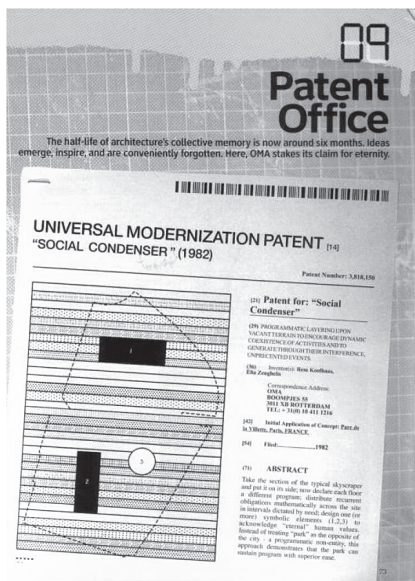 09
Patent
Office
The half-life of architecture's collective memory is now around six months. Ideas
emerge, inspire, and are conveniently forgotten. Here, OMA stakes its claim for eternity.
UNIVERSAL MODERNIZATION PATENT [14]
"SOCIAL CONDENSER" (1982)
Patent Number: 3,818,150
[21] Patent for: "Social
Condenser"
(29) PROGRAMMATIC LAYERING UPON
VACANT TERRAIN TO ENCOURAGE DYNAMIC
COEXISTENCE OF ACTIVITIES AND TO
GENERATE THROUGH THEIR INTERFERENCE,
UNPRECENTED EVENTS.
Inventor(s): Rem Koolhaas,
Elia Zenghelis
Correspondence Address:
OMA
BOOMPJES 55
3011 XB ROTTERDAM
TEL: + 31(0) 10 411 1216
[42] Initial Application of Concept: Parc de
la Villette, Paris, FRANCE.
[54] Filed:..............1982
(71) ABSTRACT
Take the section of the typical skyscraper
and put it on its side; now declare each floor
a different program; distribute recurrent
obligations mathematically across the site
in intervals dictated by need; design one (or
more) symbolic elements (1,2,3) to
acknowledge "eternal" human values.
Instead of treating "park" as the opposite of
the city - a programmatic non-entity, this
approach demonstrates that the park can
sustain program with superior ease.
1
3
2
73